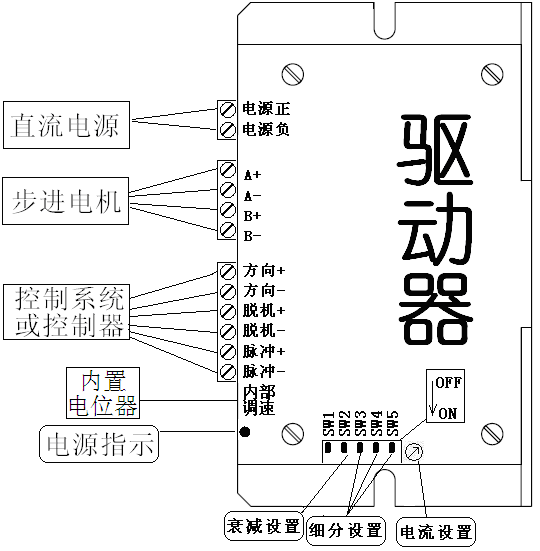 直流电源
电源正
电源负
步进电机
A+
A-
B+
B-
控制系统
或控制器
方向+
方向-
脱机+
脱机-
脉冲+
脉冲-
内置
电位器
内部
调速
电源指示
驱动器
OFF
ON
SW1
SW2
SW3
SW4
SW5
衰减设置
细分设置
电流设置